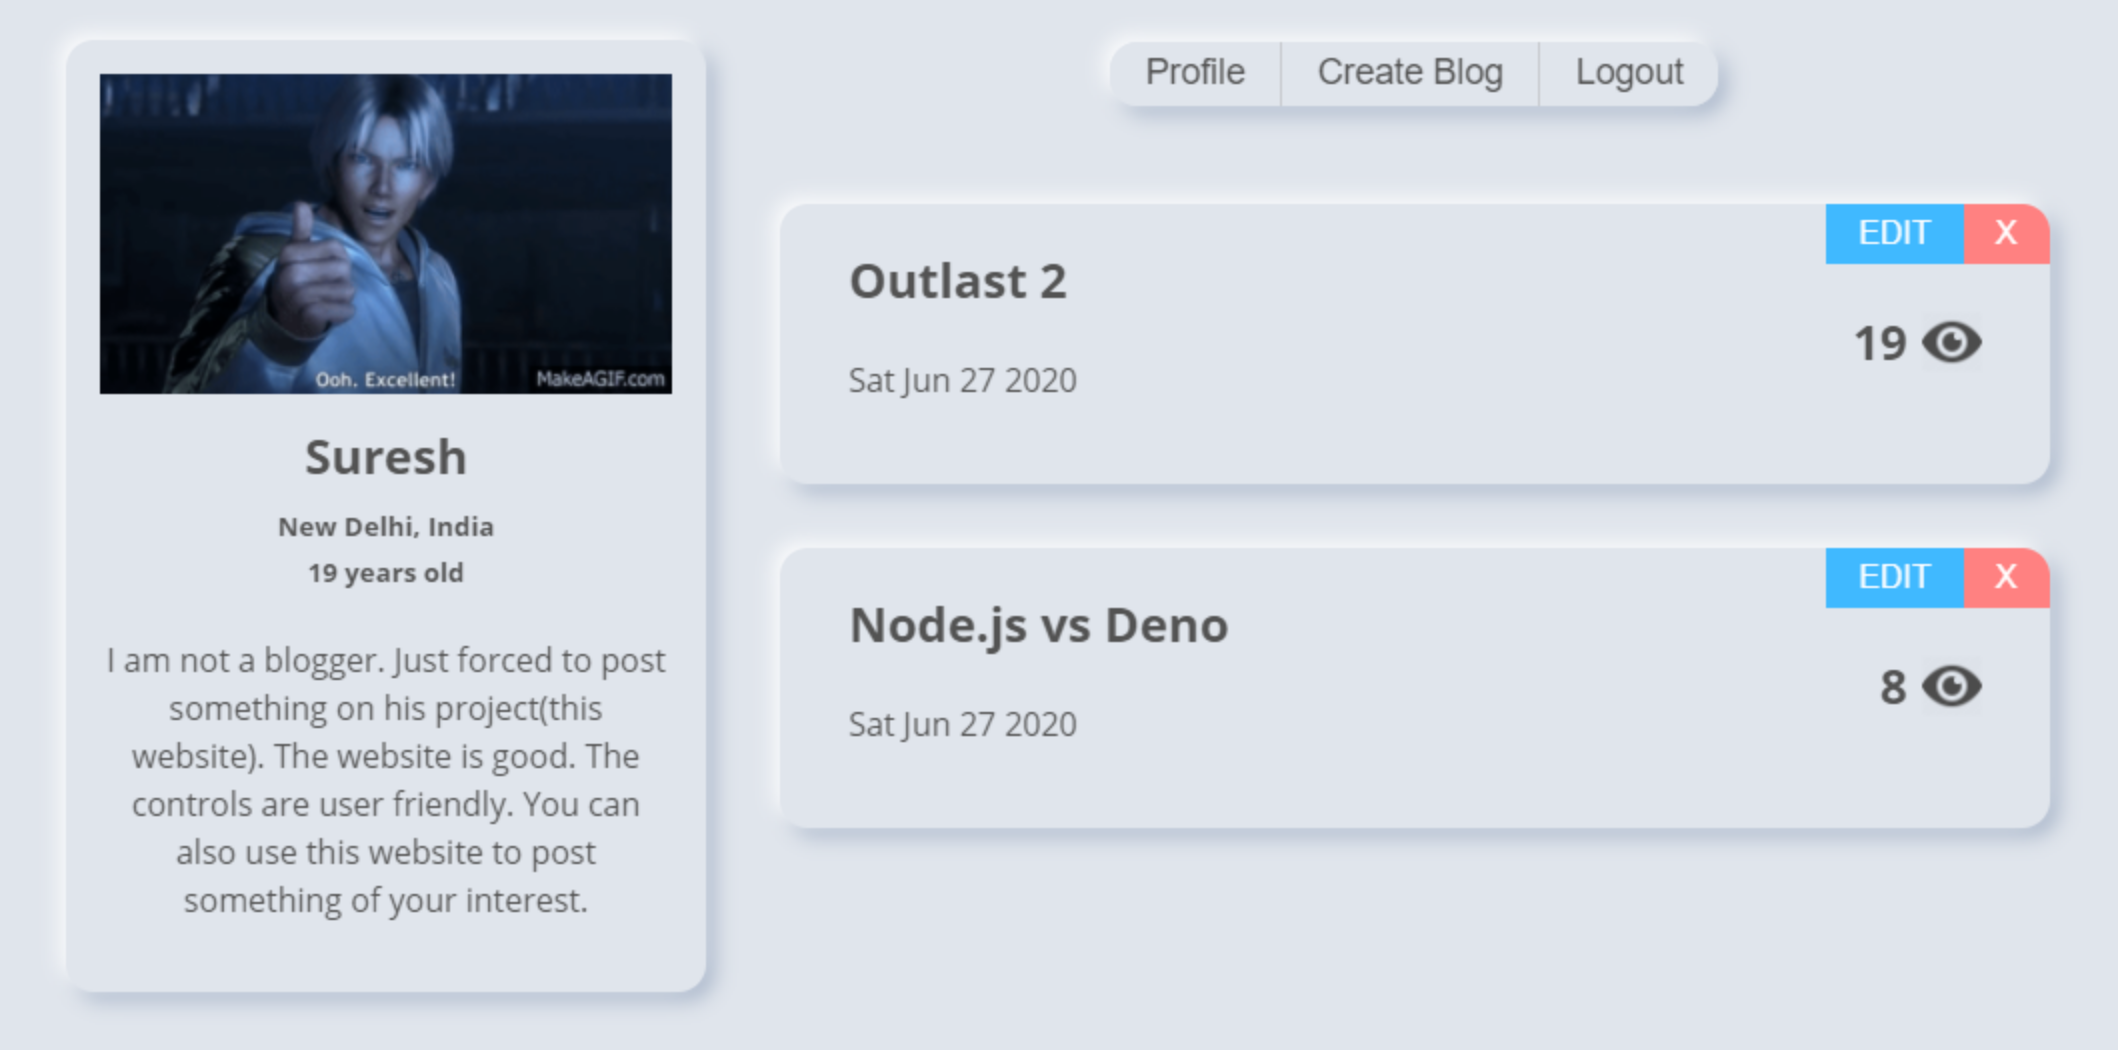 Ooh. Excellent!
MakeAGIF.com
Suresh
New Delhi, India
19 years old
I am not a blogger. Just forced to post
something on his project(this
website). The website is good. The
controls are user friendly. You can
also use this website to post
something of your interest.
Profile
Create Blog
Logout
EDIT X
Outlast 2
19
Sat Jun 27 2020
EDIT X
Node.js vs Deno
8
Sat Jun 27 2020